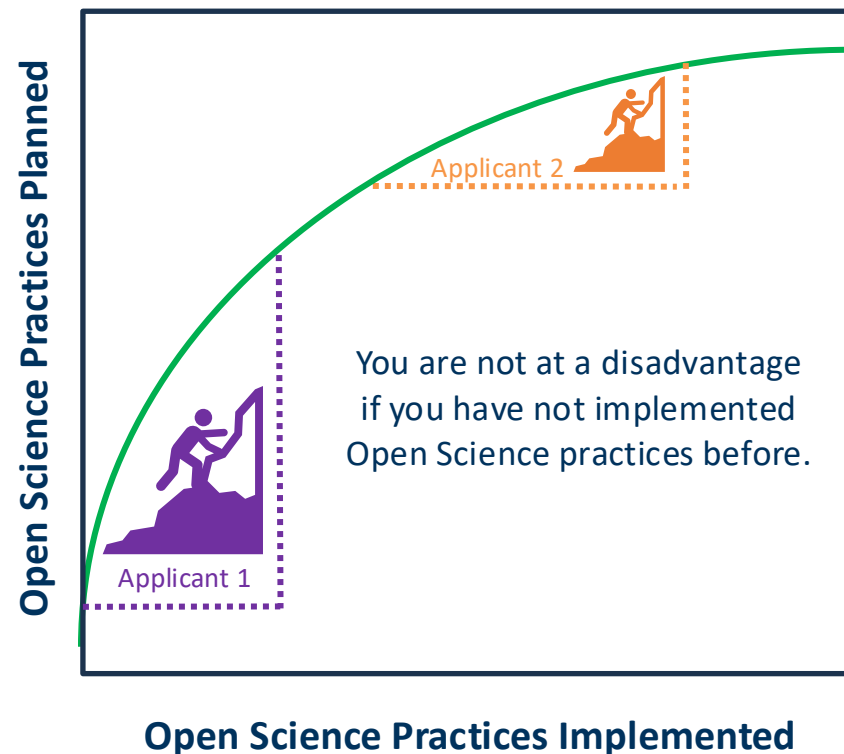 Open Science Practices Planned
Applicant 2
You are not at a disadvantage
if you have not implemented
Open Science practices before.
Applicant 1
Open Science Practices Implemented